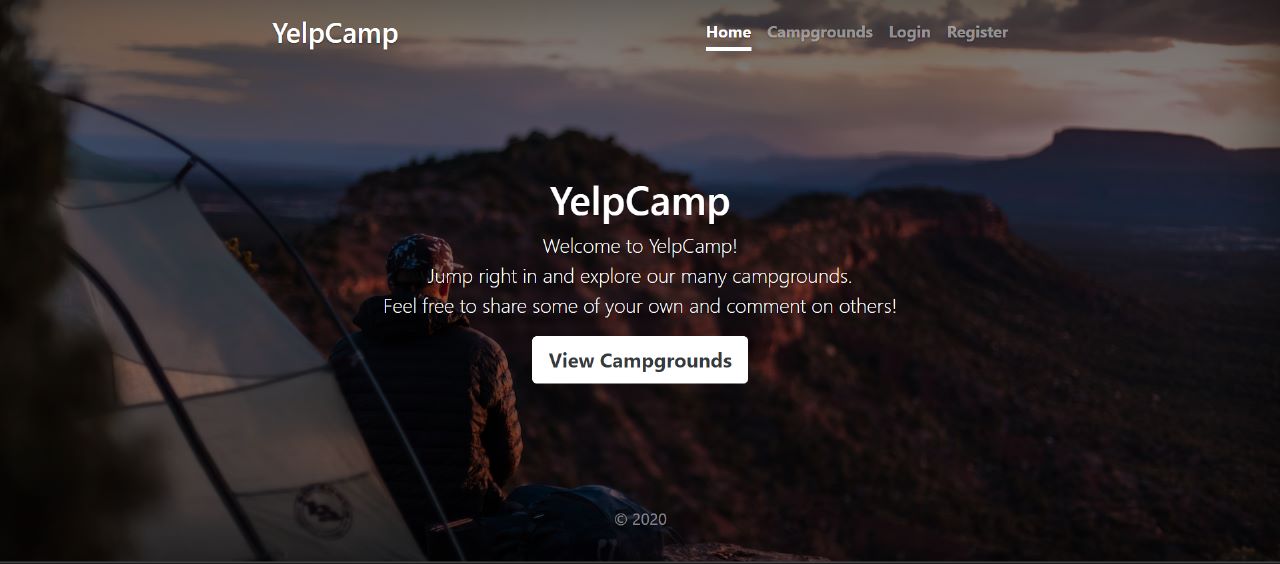 YelpCamp
Home Campgrounds Login Register
YelpCamp
Welcome to YelpCamp!
Jump right in and explore our many campgrounds.
Feel free to share some of your own and comment on others!
View Campgrounds
© 2020